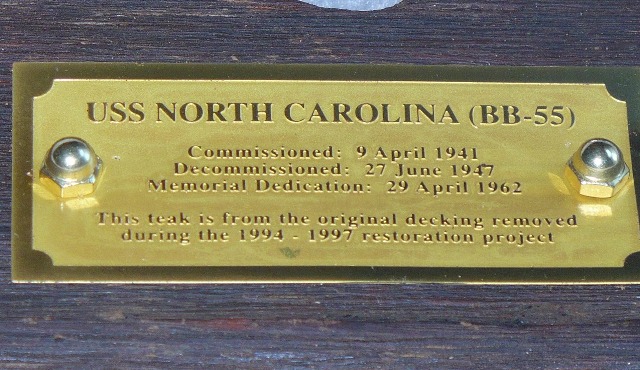 USS NORTH CAROLINA (BB-55)
Commissioned: 9 April 1941
Decommissioned: 27 June 1947
Memorial Dedication: 29 April 1962
This teak is from the original decking removed
during the 1994 - 1997 restoration project